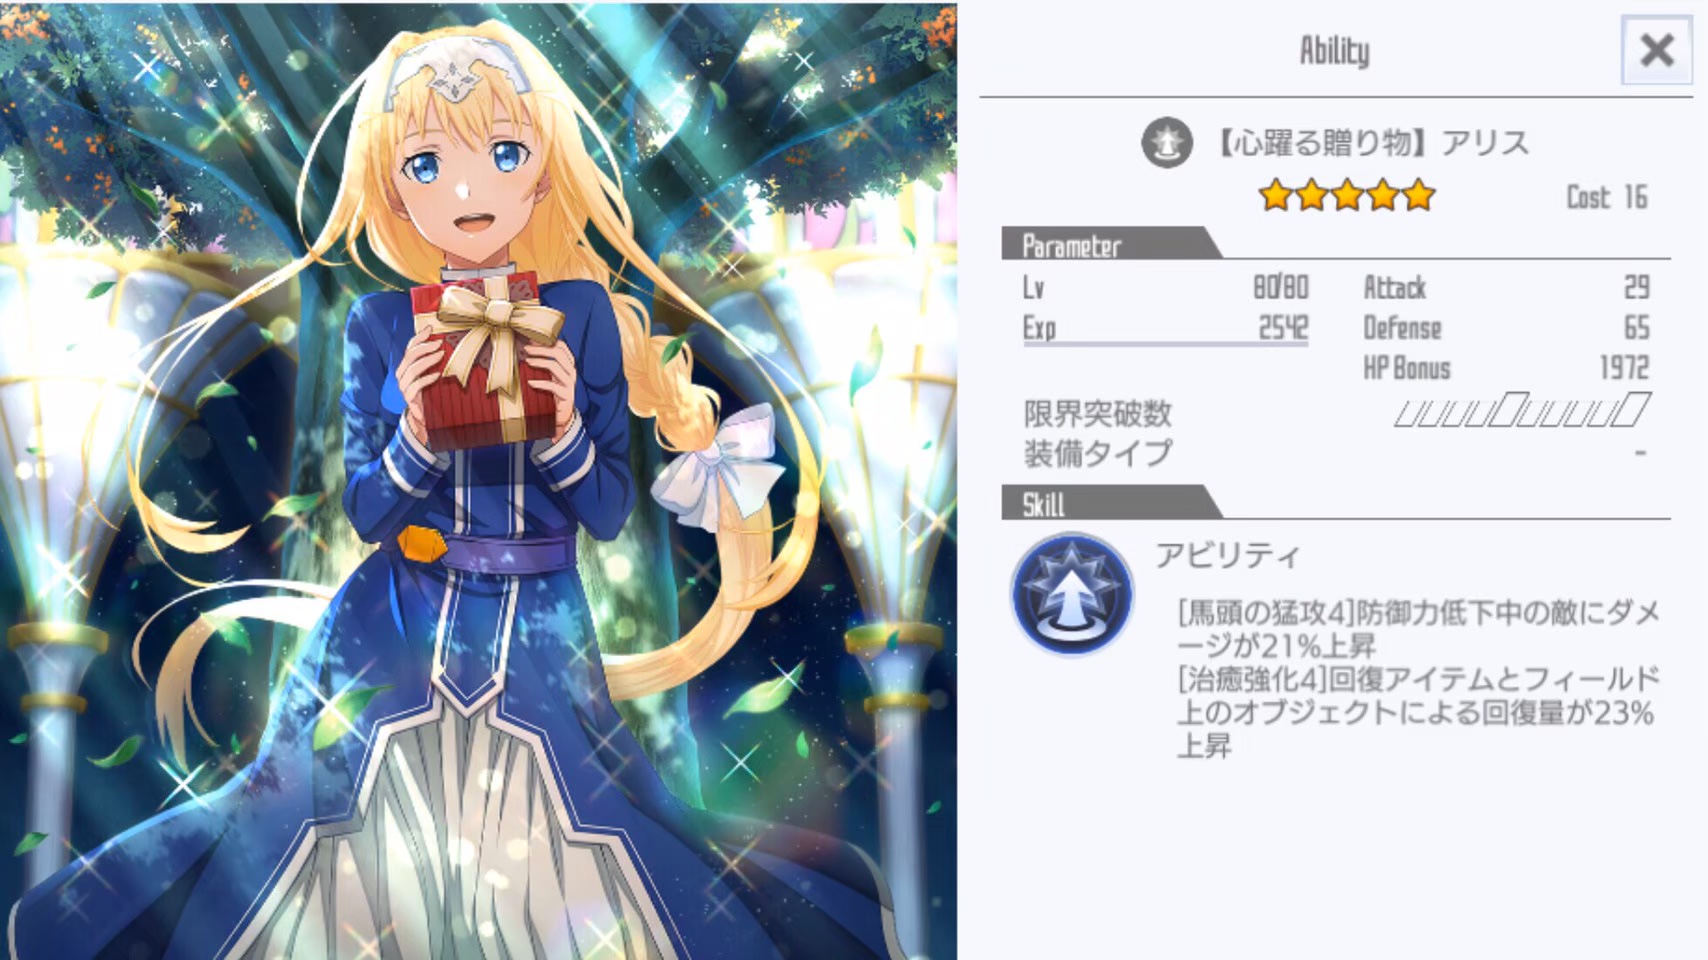 Ability
【心躍る贈り物】アリス
Cost 16
Parameter
Lv 80/80
Attack 29
Exp 2542
Defense 65
HP Bonus 1972
限界突破数
装備タイプ -
Skill
アビリティ
[馬頭の猛攻4]防御力低下中の敵にダメ
ージが21%上昇
[治癒強化4]回復アイテムとフィールド
上のオブジェクトによる回復量が23%
上昇